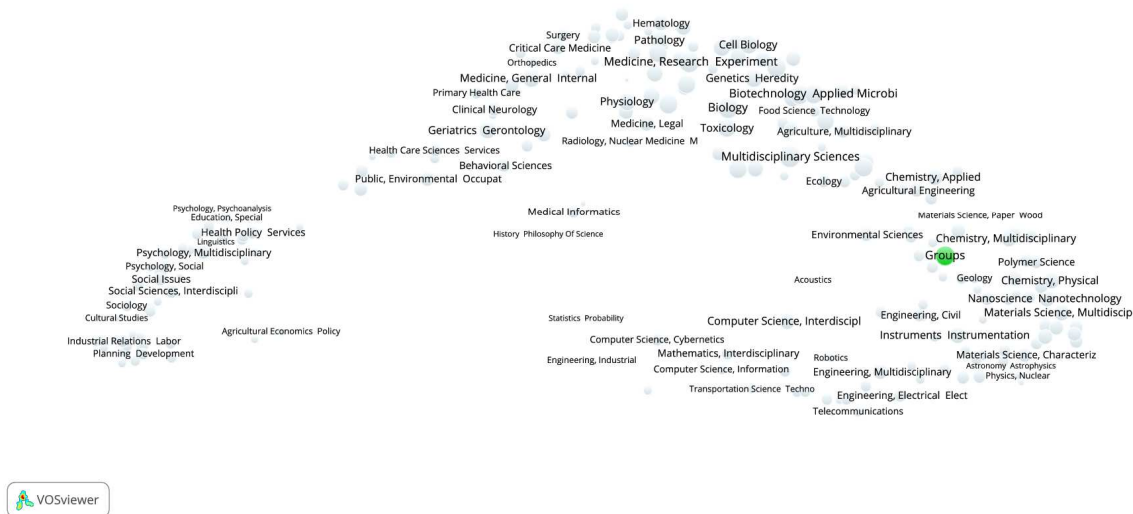 Hematology
Surgery
Pathology
Cell Biology
Critical Care Medicine
Orthopedics
Medicine, Research Experiment
Medicine, General Internal
Genetics Heredity
Primary Health Care
Biotechnology Applied Microbi
Physiology
Clinical Neurology
Biology
Food Science Technology
Medicine, Legal
Toxicology
Geriatrics Gerontology
Agriculture, Multidisciplinary
Radiology, Nuclear Medicine M
Health Care Sciences Services
Multidisciplinary Sciences
Behavioral Sciences
Public, Environmental Occupat
Ecology
Chemistry, Applied
Agricultural Engineering
Psychology, Psychoanalysis
Education, Special
Medical Informatics
Materials Science, Paper Wood
Health Policy Services
History Philosophy Of Science
Environmental Sciences
Chemistry, Multidisciplinary
Linguistics
Psychology, Multidisciplinary
Groups
Polymer Science
Psychology, Social
Social Issues
Acoustics
Geology
Chemistry, Physical
Social Sciences, Interdiscipli
Nanoscience Nanotechnology
Sociology
Materials Science, Multidiscip
Cultural Studies
Statistics Probability
Computer Science, Interdiscipl
Engineering, Civil
Agricultural Economics Policy
Instruments Instrumentation
Industrial Relations Labor
Computer Science, Cybernetics
Planning Development
Mathematics, Interdisciplinary
Robotics
Materials Science, Characteriz
Engineering, Industrial
Computer Science, Information
Engineering, Multidisciplinary
Astronomy Astrophysics
Physics, Nuclear
Transportation Science Techno
Engineering, Electrical Elect
Telecommunications
VOSviewer